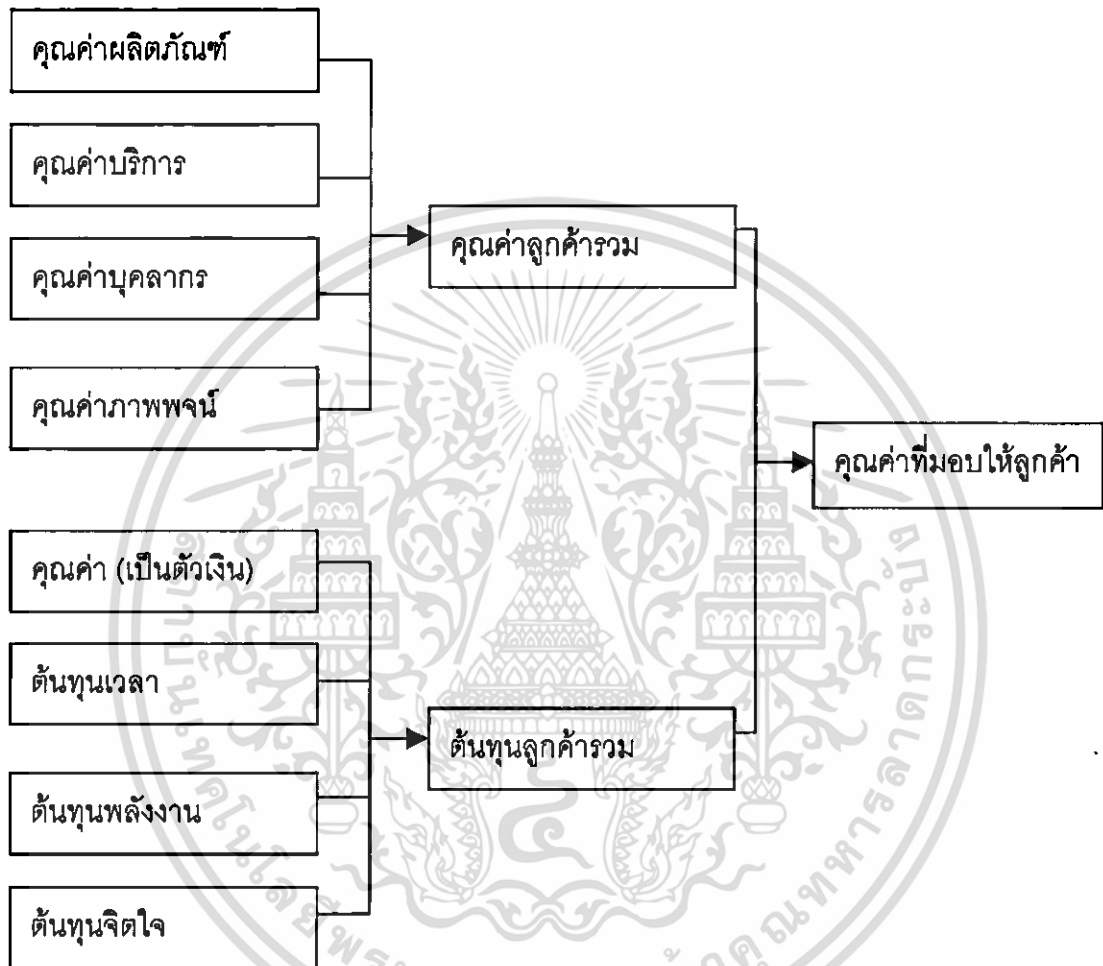 คุณค่าผลิตภัณฑ์
คุณค่าบริการ
คุณค่าบุคลากร
คุณค่าภาพพจน์
คุณค่าลูกค้ารวม
คุณค่าที่มอบให้ลูกค้า
คุณค่า (เป็นตัวเงิน)
ต้นทุนเวลา
ต้นทุนพลังงาน
ต้นทุนจิตใจ
ต้นทุนลูกค้ารวม